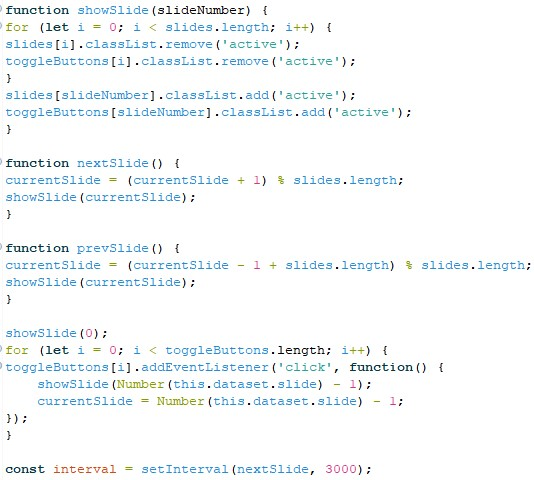 function showSlide(slideNumber) {
for (let i = 0; i < slides.length; i++) {
slides[i].classList.remove('active');
toggleButtons[i].classList.remove('active');
}
slides[slideNumber].classList.add('active');
toggleButtons[slideNumber].classList.add('active');
}

function nextSlide() {
currentSlide = (currentSlide + 1) % slides.length;
showSlide(currentSlide);
}

function prevSlide() {
currentSlide = (currentSlide - 1 + slides.length) % slides.length;
showSlide(currentSlide);
}

showSlide(0);
for (let i = 0; i < toggleButtons.length; i++) {
toggleButtons[i].addEventListener('click', function() {
    showSlide(Number(this.dataset.slide) - 1);
    currentSlide = Number(this.dataset.slide) - 1;
});
}

const interval = setInterval(nextSlide, 3000);